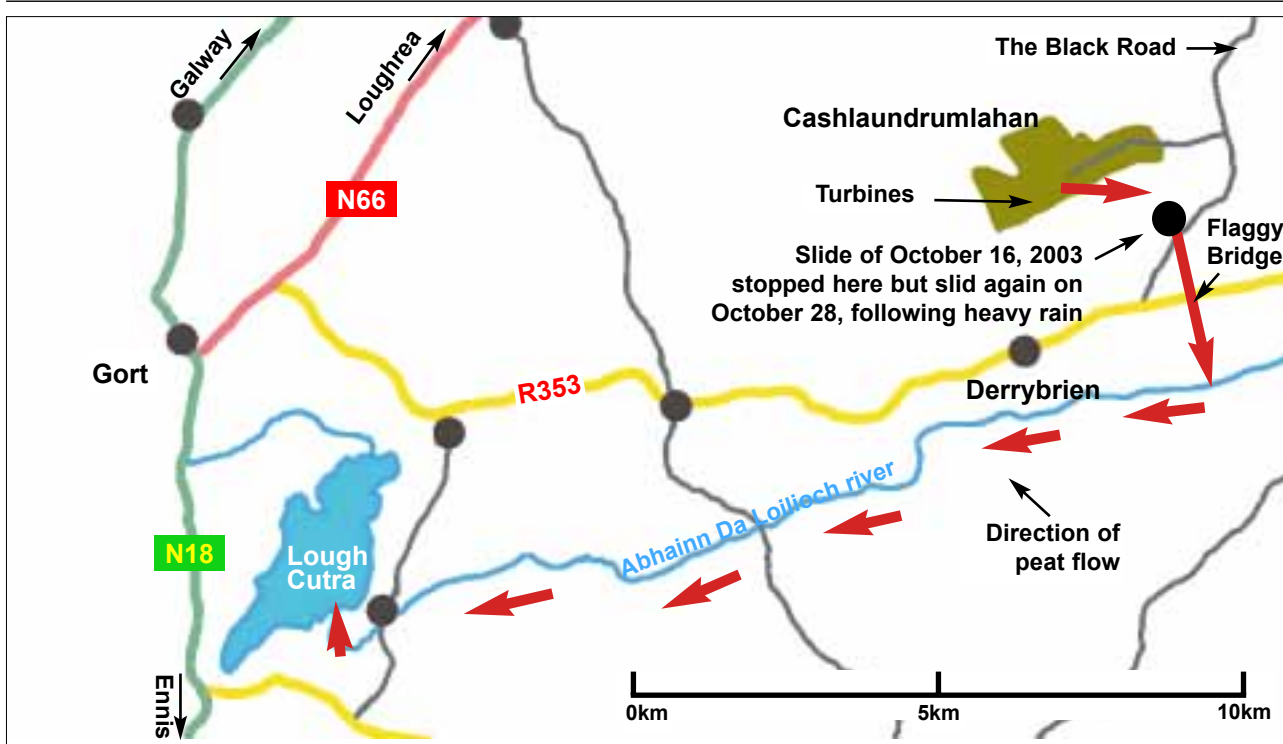 Galway
Loughrea
The Black Road
Cashlaundrumlahan
N66
Turbines
Slide of October 16, 2003
stopped here but slid again on
October 28, following heavy rain
Flaggy
Bridge
Gort
R353
Derrybrien
Abhainn Da Loilioch river
Direction of
peat flow
N18
Lough
Cutra
Ennis
0km
5km
10km